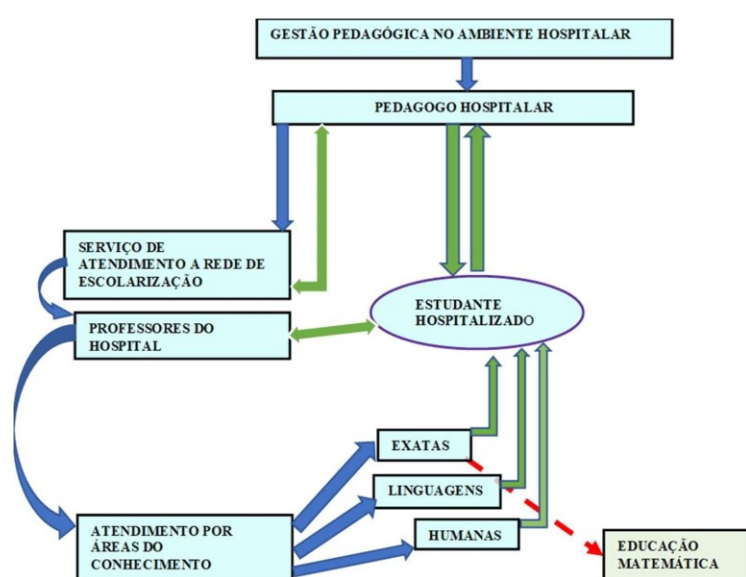 GESTÃO PEDAGÓGICA NO AMBIENTE HOSPITALAR
PEDAGOGO HOSPITALAR
SERVIÇO DE
ATENDIMENTO A REDE DE
ESCOLARIZAÇÃO
ESTUDANTE
HOSPITALIZADO
PROFESSORES DO
HOSPITAL
EXATAS
LINGUAGENS
HUMANAS
ATENDIMENTO POR
ÁREAS DO
CONHECIMENTO
EDUCAÇÃO
MATEMÁTICA